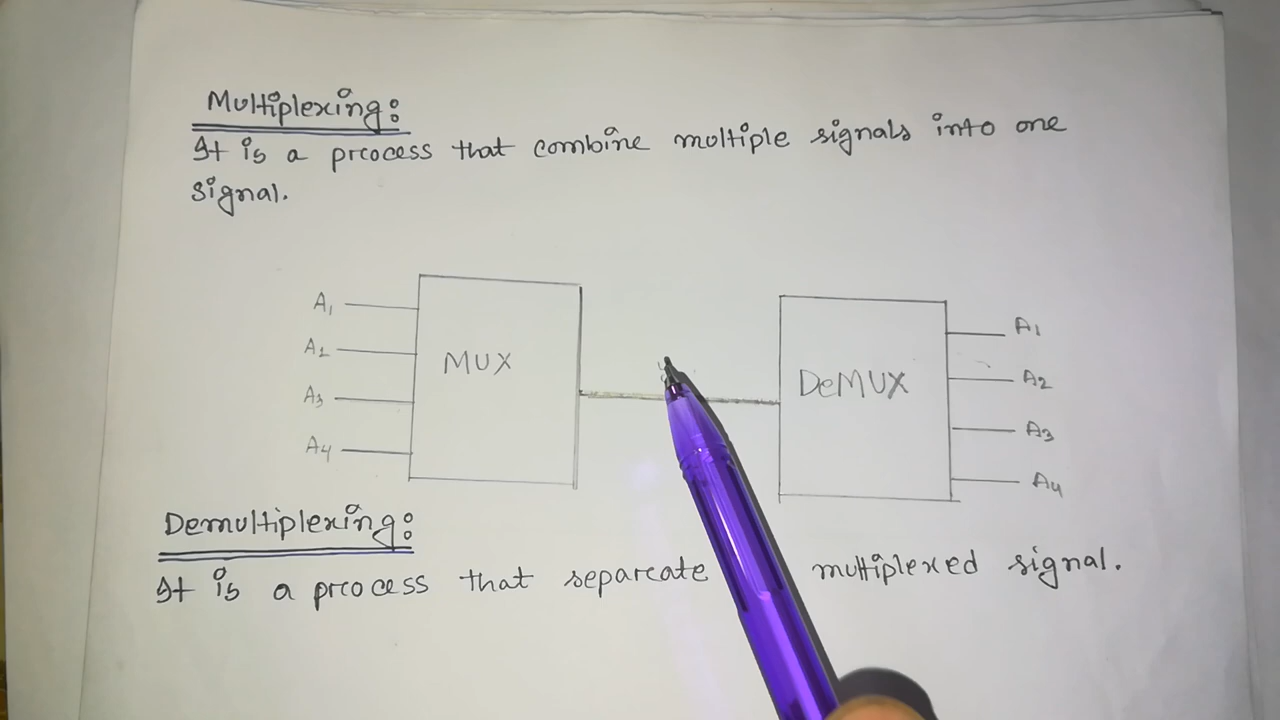 Multiplexing:
It is a process that combine multiple signals into one
signal.
A1
A2
A3
A4
MUX
DeMUX
A1
A2
A3
A4
Demultiplexing:
It is a process that separate multiplexed signal.